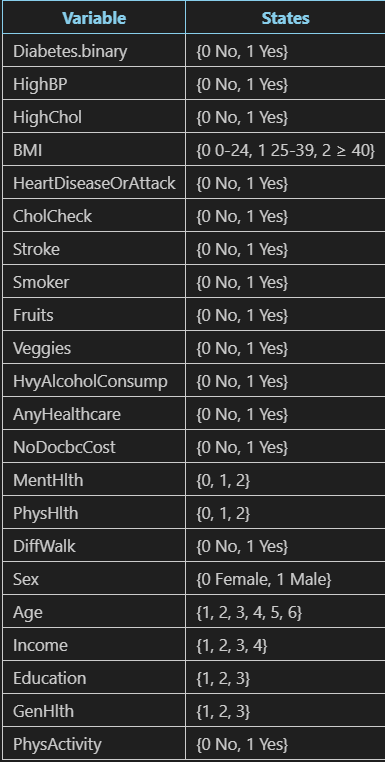 Variable States
Diabetes.binary {0 No, 1 Yes}
HighBP {0 No, 1 Yes}
HighChol {0 No, 1 Yes}
BMI {0 0-24, 1 25-39, 2 ≥ 40}
HeartDiseaseOrAttack {0 No, 1 Yes}
CholCheck {0 No, 1 Yes}
Stroke {0 No, 1 Yes}
Smoker {0 No, 1 Yes}
Fruits {0 No, 1 Yes}
Veggies {0 No, 1 Yes}
HvyAlcoholConsump {0 No, 1 Yes}
AnyHealthcare {0 No, 1 Yes}
NoDocbcCost {0 No, 1 Yes}
MentHlth {0, 1, 2}
PhysHlth {0, 1, 2}
DiffWalk {0 No, 1 Yes}
Sex {0 Female, 1 Male}
Age {1, 2, 3, 4, 5, 6}
Income {1, 2, 3, 4}
Education {1, 2, 3}
GenHlth {1, 2, 3}
PhysActivity {0 No, 1 Yes}